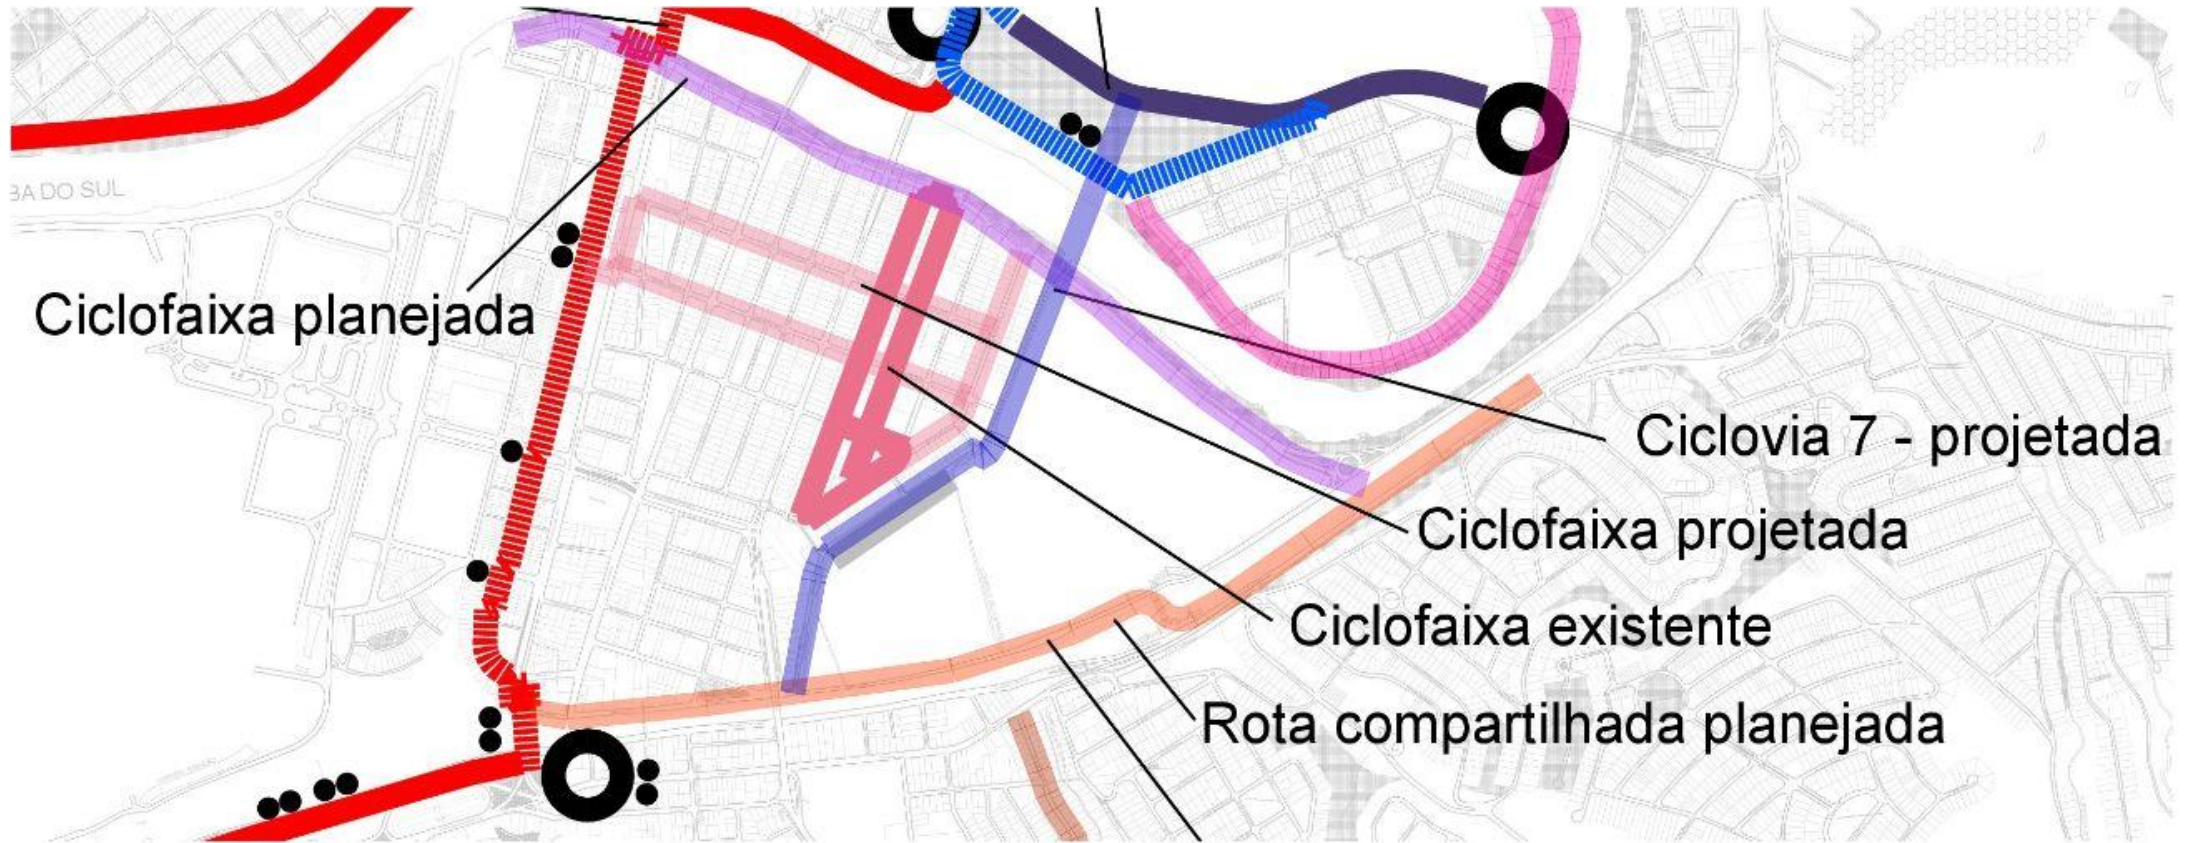 BA DO SUL
Ciclofaixa planejada
Ciclovia 7 - projetada
Ciclofaixa projetada
Ciclofaixa existente
Rota compartilhada planejada